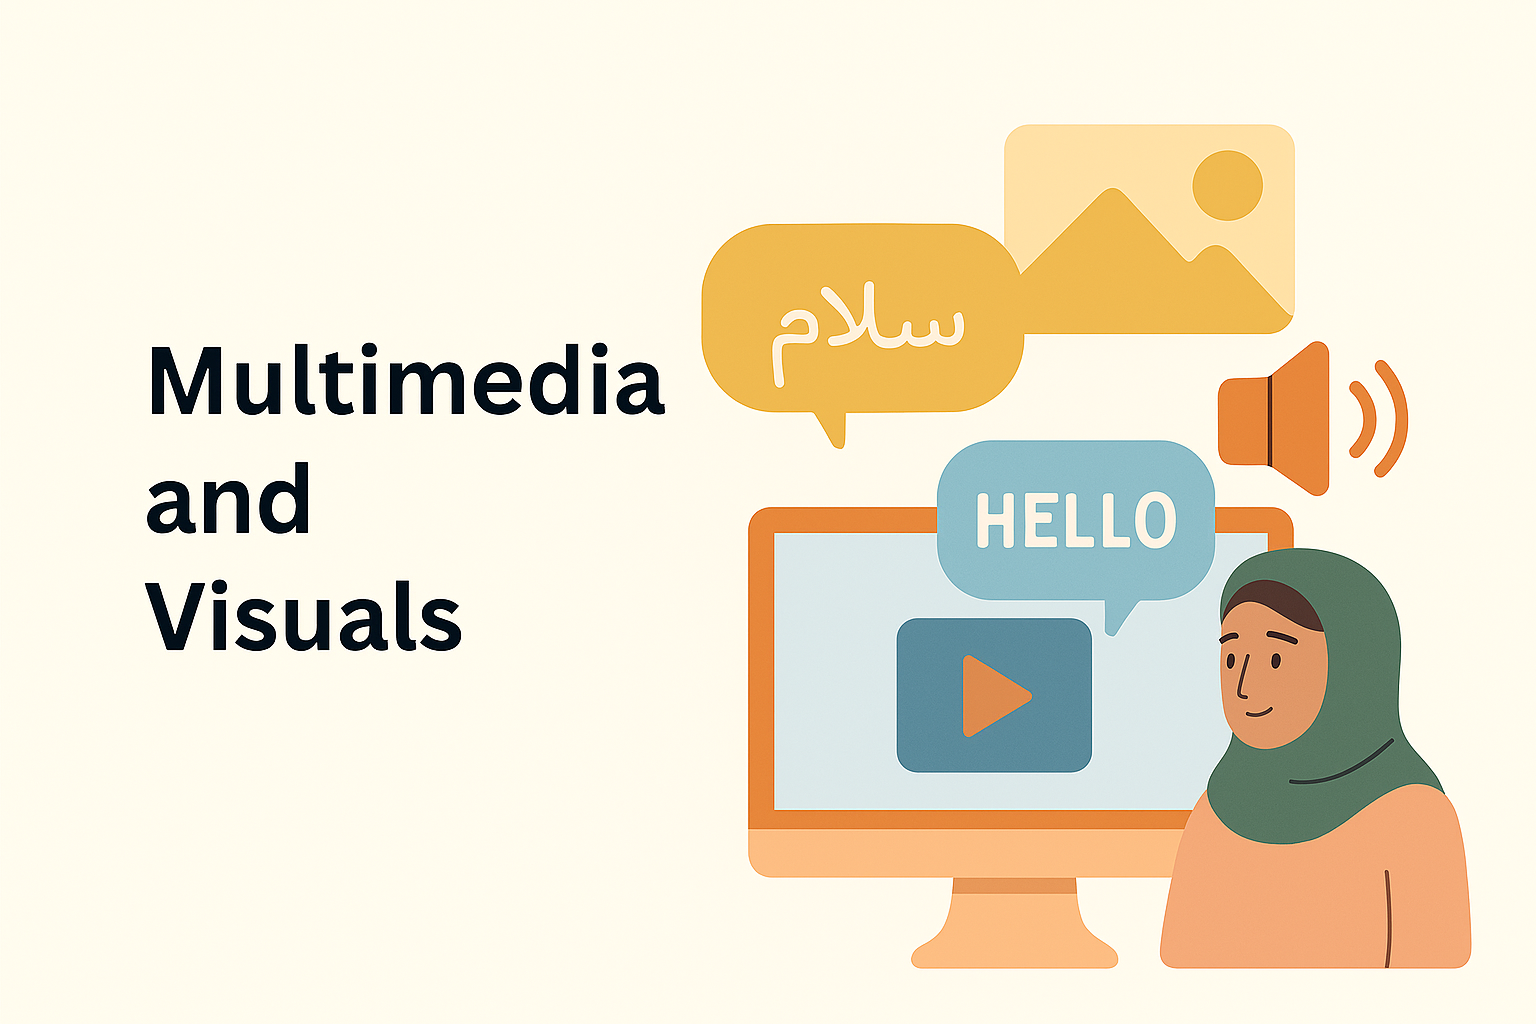 Multimedia
and
Visuals
سلام
HELLO